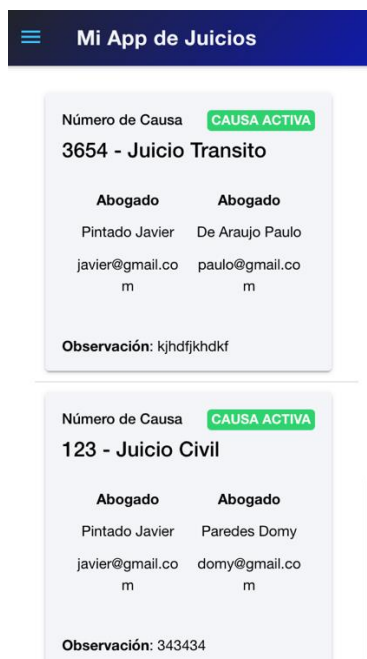 Mi App de Juicios
Número de Causa CAUSA ACTIVA
3654 - Juicio Transito
Abogado Abogado
Pintado Javier De Araujo Paulo
javier@gmail.co paulo@gmail.co
m m
Observación: kjhdfjkhdkf
Número de Causa CAUSA ACTIVA
123 - Juicio Civil
Abogado Abogado
Pintado Javier Paredes Domy
javier@gmail.co domy@gmail.co
m m
Observación: 343434